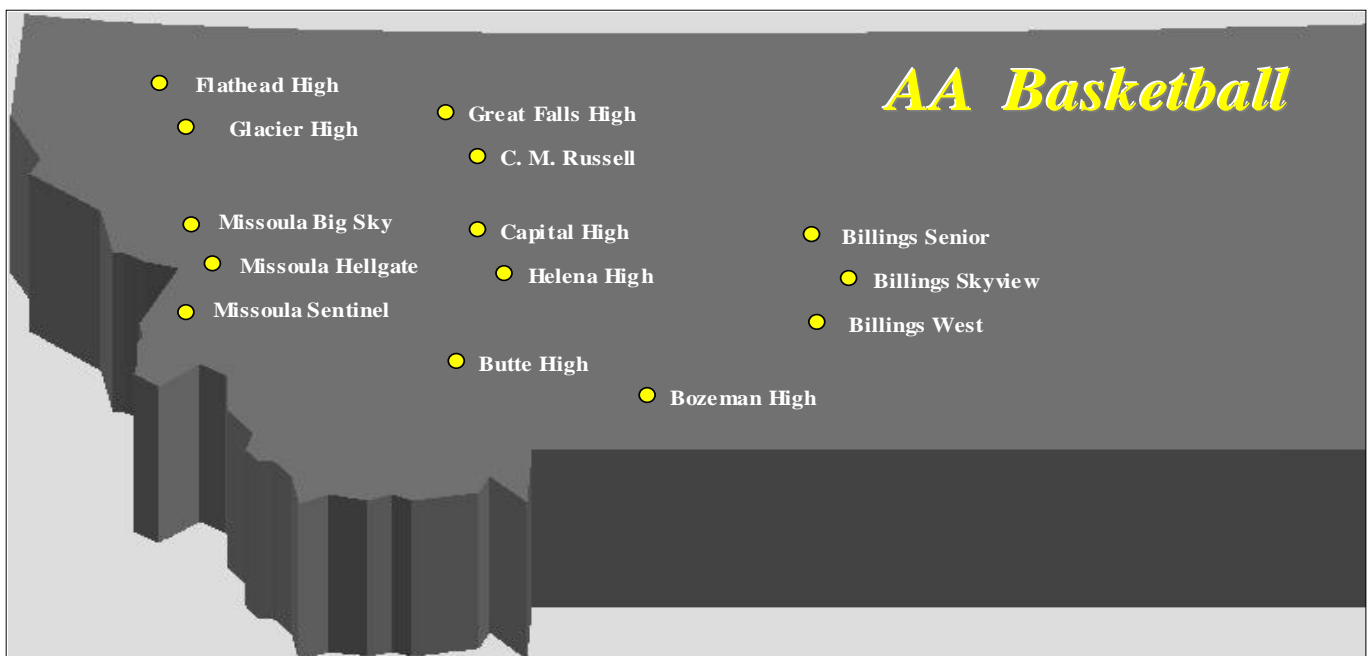 AA Basketball
Flathead High
Glacier High
Great Falls High
C. M. Russell
Missoula Big Sky
Missoula Hellgate
Missoula Sentinel
Capital High
Helena High
Billings Senior
Billings Skyview
Billings West
Butte High
Bozeman High